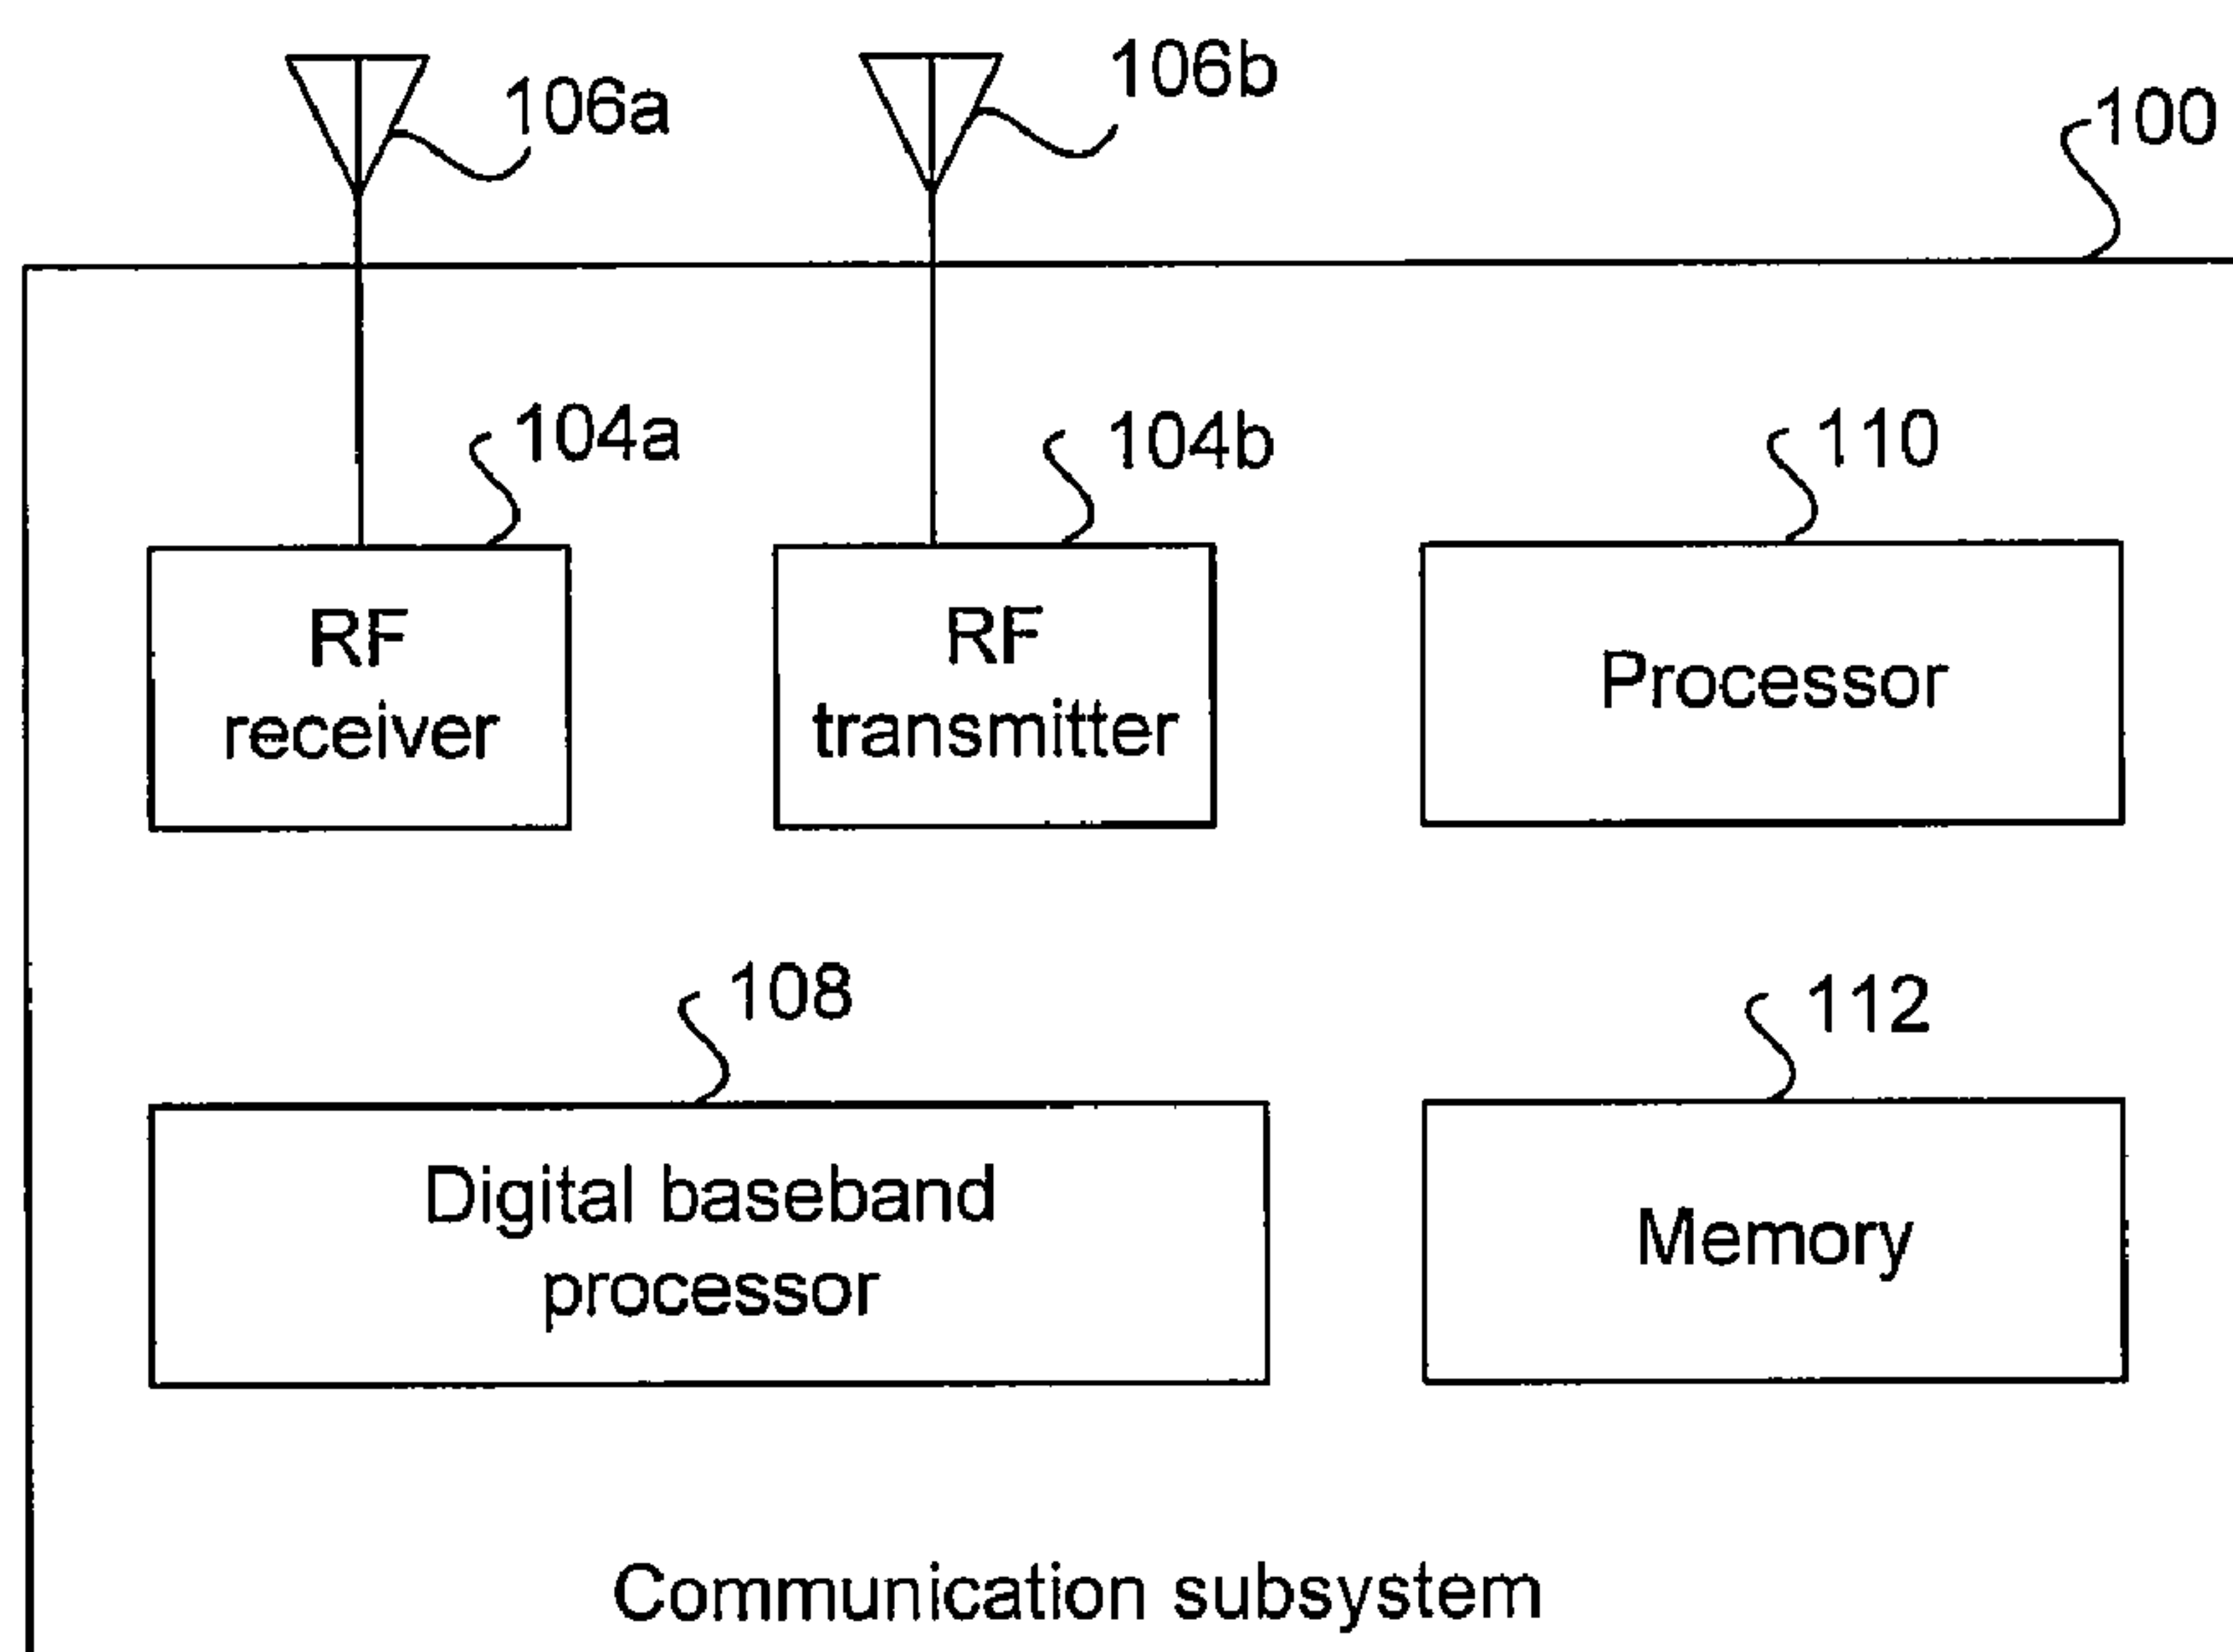 106a
106b
100
104a
104b
110
RF
receiver
RF
transmitter
Processor
108
112
Digital baseband
processor
Memory
Communication subsystem